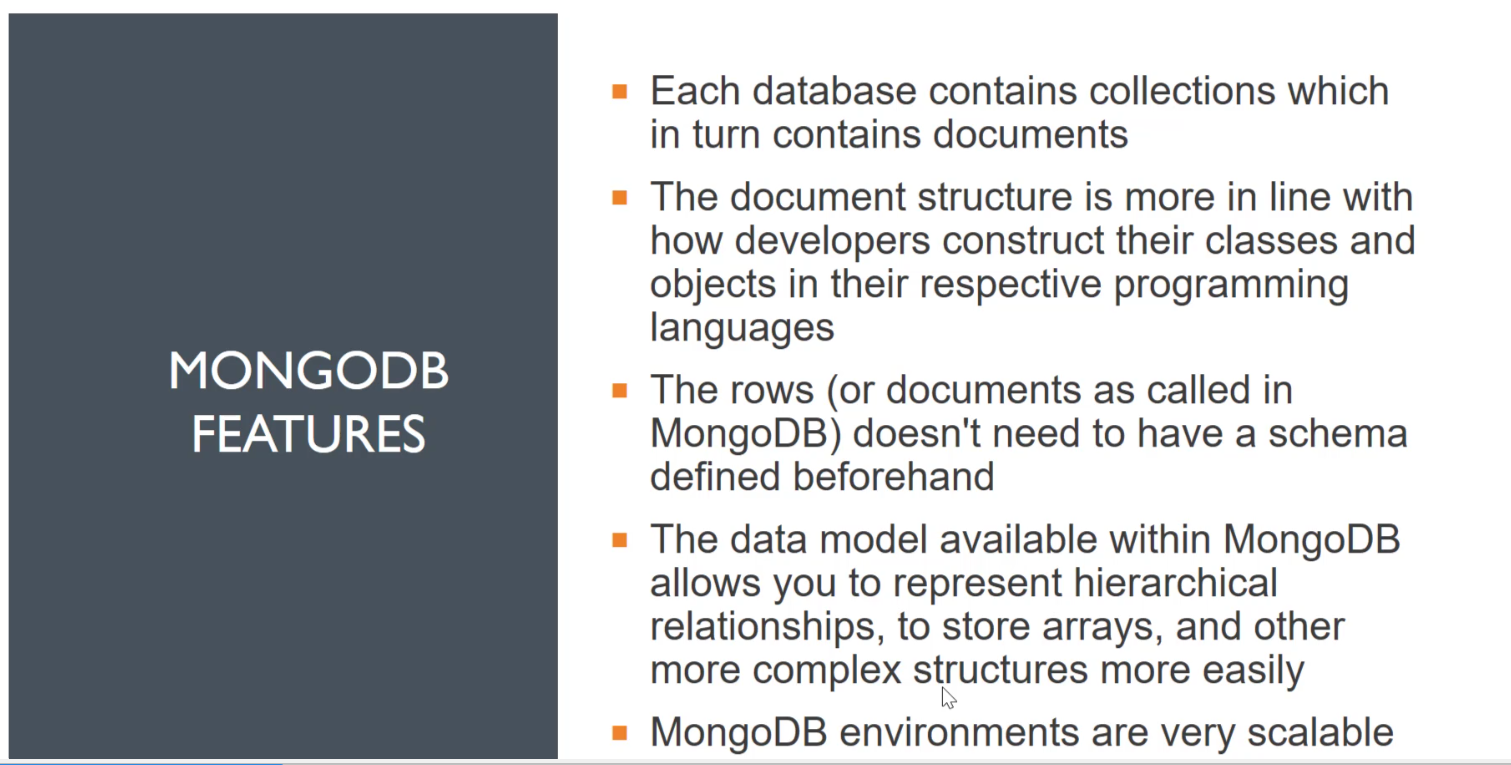 MONGODB
FEATURES
Each database contains collections which
in turn contains documents
The document structure is more in line with
how developers construct their classes and
objects in their respective programming
languages
The rows (or documents as called in
MongoDB) doesn't need to have a schema
defined beforehand
The data model available within MongoDB
allows you to represent hierarchical
relationships, to store arrays, and other
more complex structures more easily
MongoDB environments are very scalable